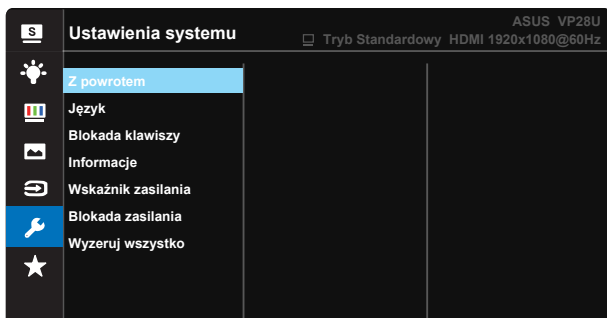 S
Ustawienia systemu
ASUS VP28U
Tryb Standardowy HDMI 1920x1080@60Hz
Z powrotem
Język
Blokada klawiszy
Informacje
Wskaźnik zasilania
Blokada zasilania
Wyzeruj wszystko